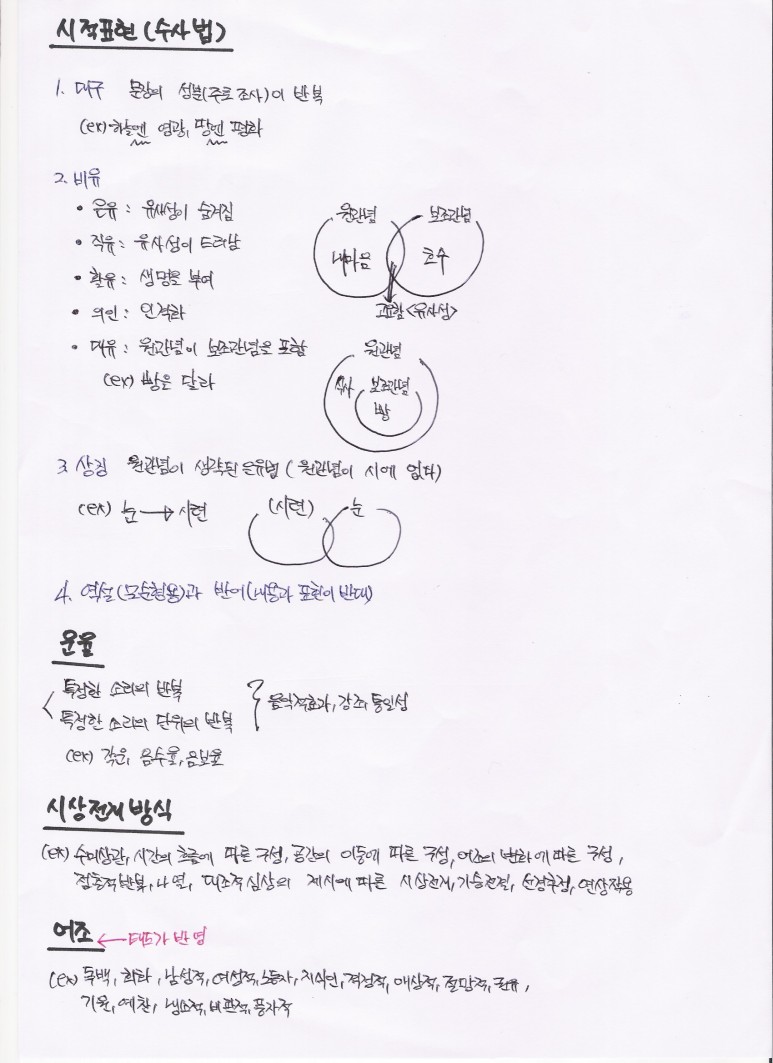 시적표현(수사법)
1. 대구 문장의 성분(주로 조사)이 반복
(ex) 하늘엔 영광, 땅엔 평화
2. 비유
• 은유 : 유사성이 숨겨짐
• 직유 : 유사성이 드러남
• 활유 : 생명을 부여
• 의인 : 인격화
• 대유 : 원관념이 보조관념을 포함
(ex) 빵은 달라
원관념 보조관념
내마음 호수
교집합<유사성>
원관념
식사 보조관념
빵
3. 상징 원관념이 생략된 은유법 (원관념이 시에 없다)
(ex) 눈 → 시련
(시련) 눈
4. 역설(모순형용)과 반어(내용과 표현이 반대)
운율
특정한 소리의 반복
특정한 소리의 단위의 반복
음악적효과, 강조, 통일성
(ex) 각운, 음수율, 음보율
시상전개방식
(ex) 수미상관, 시간의 흐름에 따른 구성, 공간의 이동에 따른 구성, 어조의 변화에 따른 구성,
점층적반복, 나열, 대조적 심상의 제시에 따른 시상전개, 기승전결, 선경후정, 연상작용
어조 ← 태도가 반영
(ex) 독백, 회화, 남성적, 여성적, 노동자, 지식인, 격정적, 애상적, 절망적, 권유,
기원, 예찬, 냉소적, 비판적, 풍자적